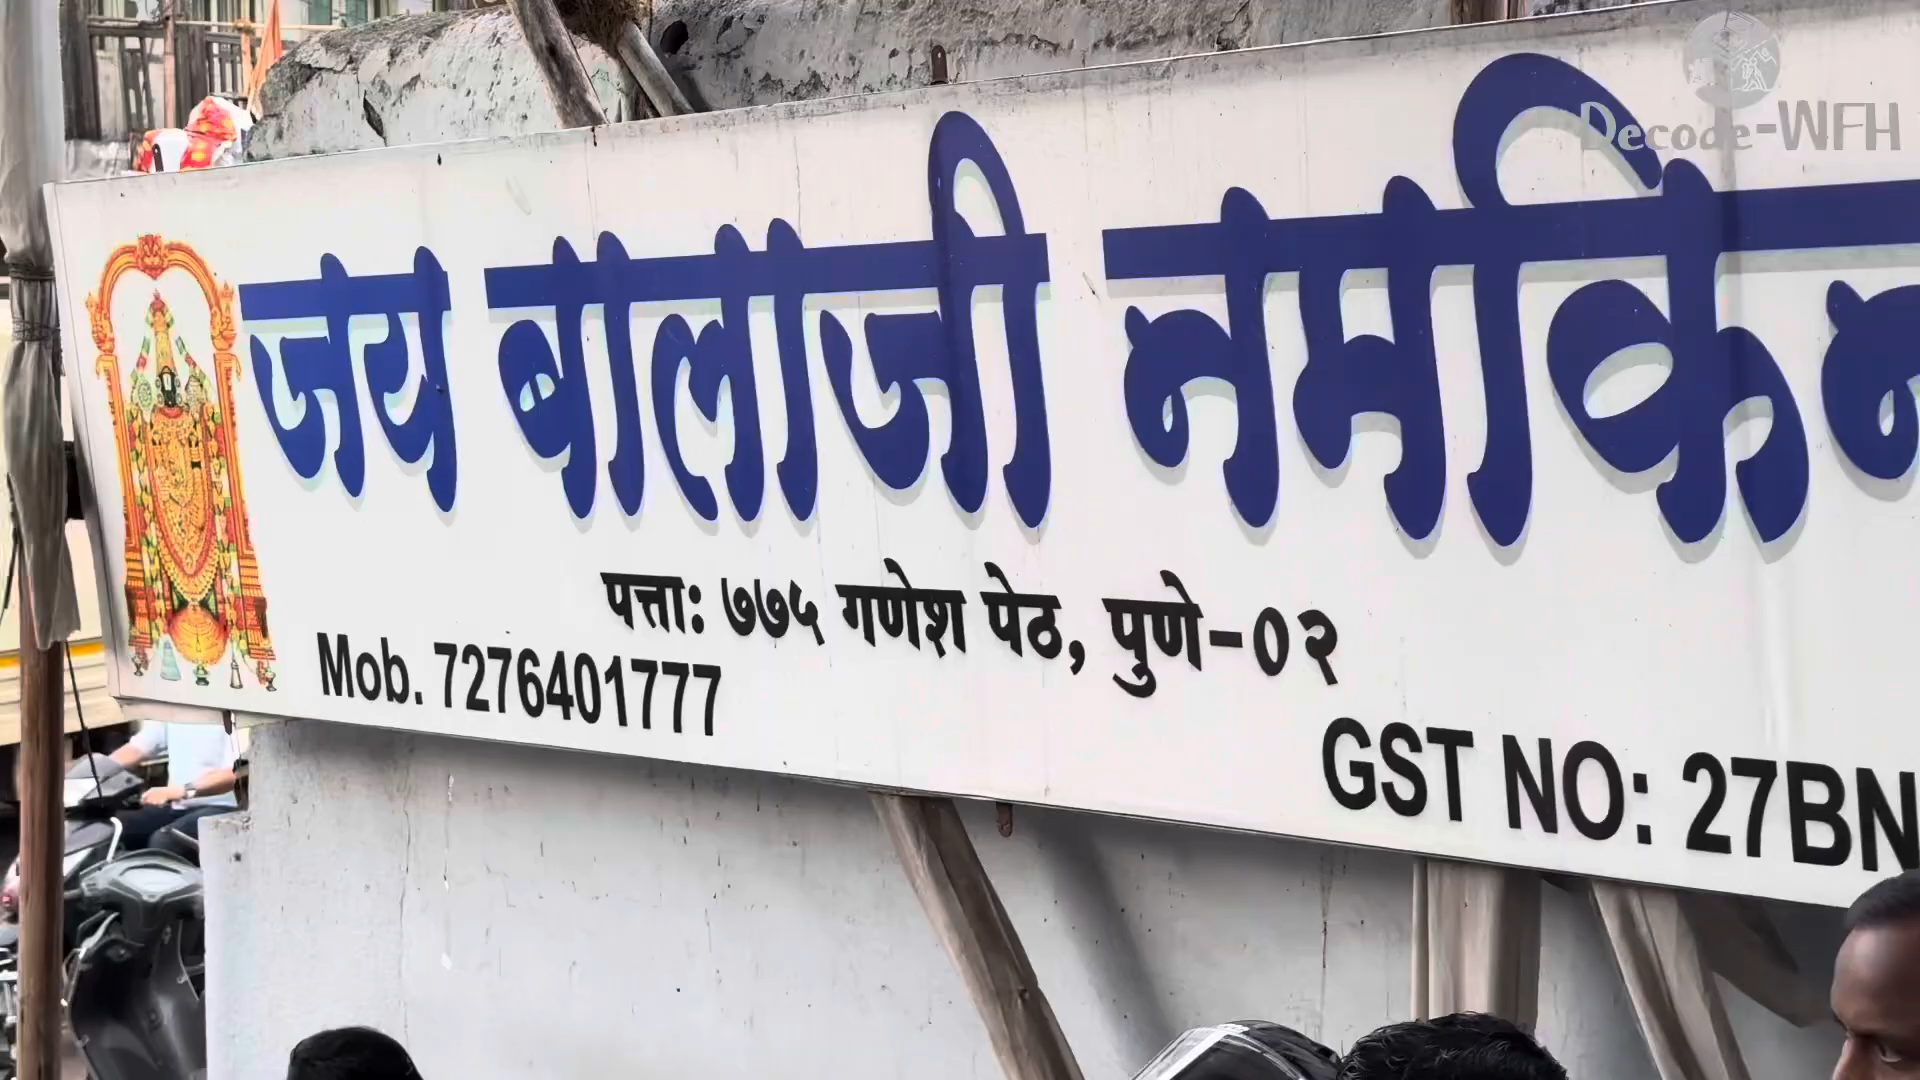 Decode-WFH
जय बालाजी नमकिन
पत्ता: ७७५ गणेश पेठ, पुणे-०२
Mob. 7276401777
GST NO: 27BN